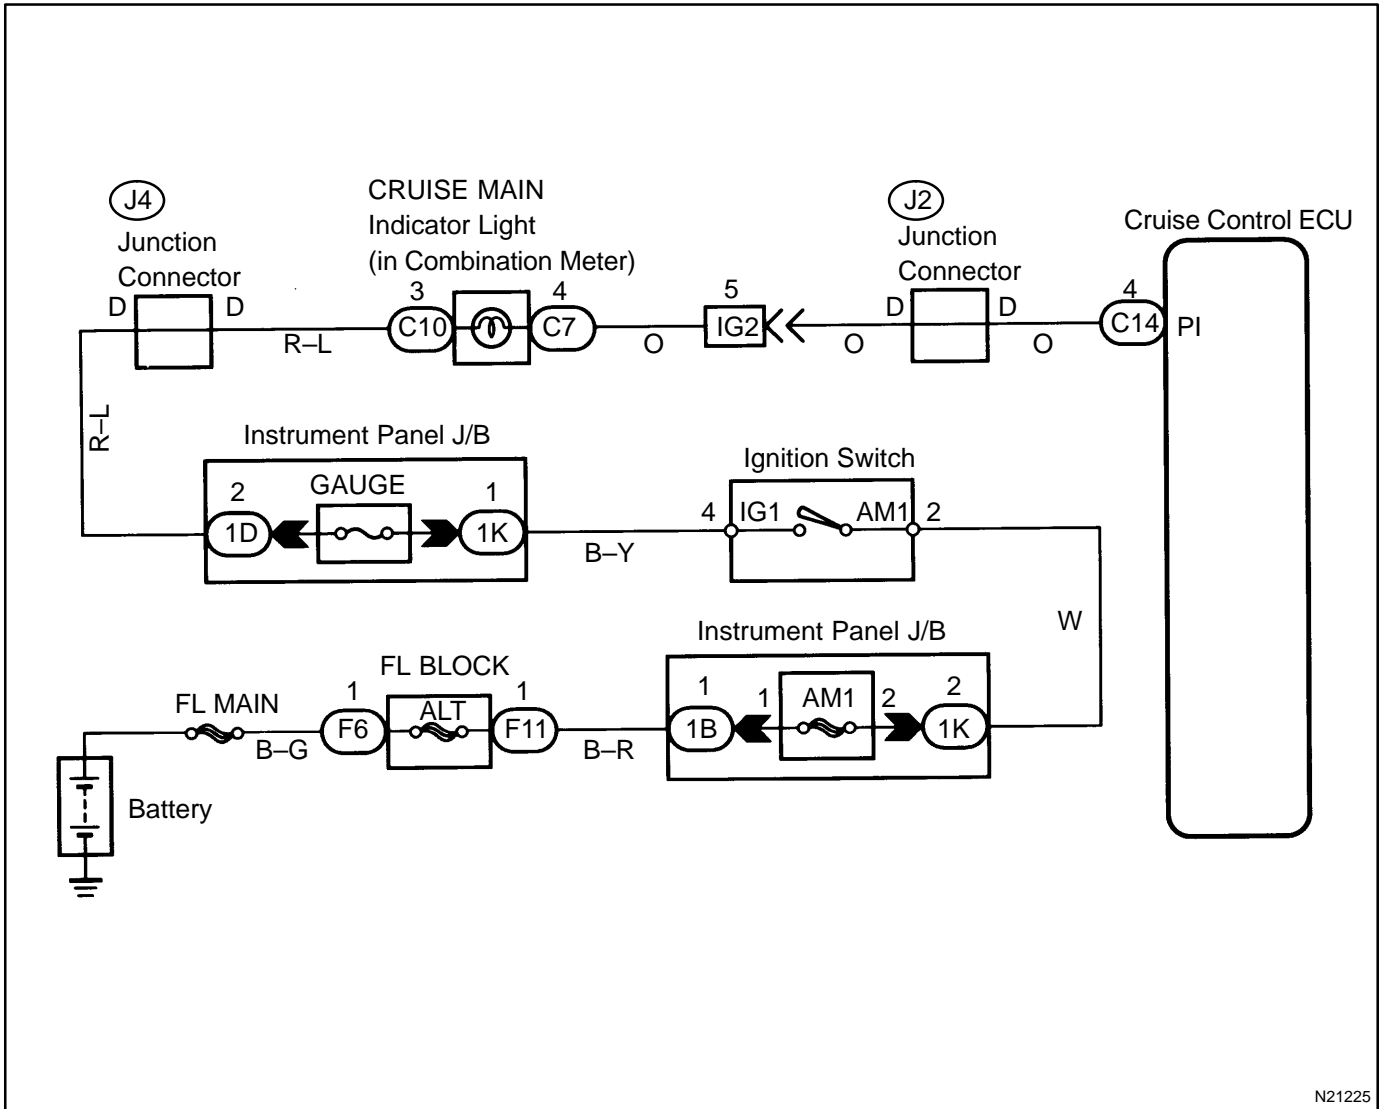 J4
Junction
Connector
D D
R–L
CRUISE MAIN
Indicator Light
(in Combination Meter)
3 4
C10 C7
O
5
IG2
O
J2
Junction
Connector
D D
O
Cruise Control ECU
4
C14 PI
R–L
Instrument Panel J/B
GAUGE
2 1
1D 1K
B–Y
Ignition Switch
4 IG1 AM1 2
W
Instrument Panel J/B
1 1 AM1 2 2
1B 1K
FL BLOCK
FL MAIN
1 ALT 1
F6 F11
B–G
B–R
Battery
N21225